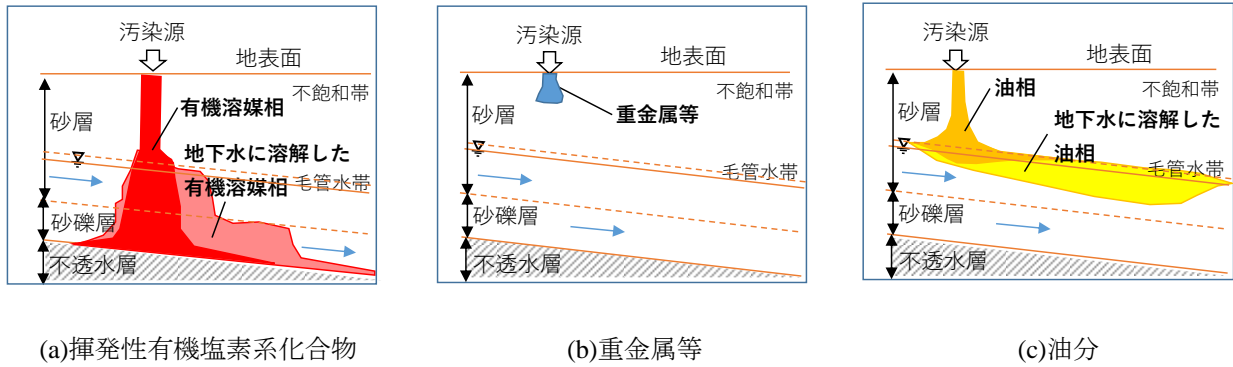 汚染源
地表面
不飽和帯
砂層
有機溶媒相
地下水に溶解した
有機溶媒相
毛管水帯
砂礫層
不透水層
(a)揮発性有機塩素系化合物
汚染源
地表面
不飽和帯
砂層
重金属等
毛管水帯
砂礫層
不透水層
(b)重金属等
汚染源
地表面
不飽和帯
砂層
油相
地下水に溶解した
油相
毛管水帯
砂礫層
不透水層
(c)油分